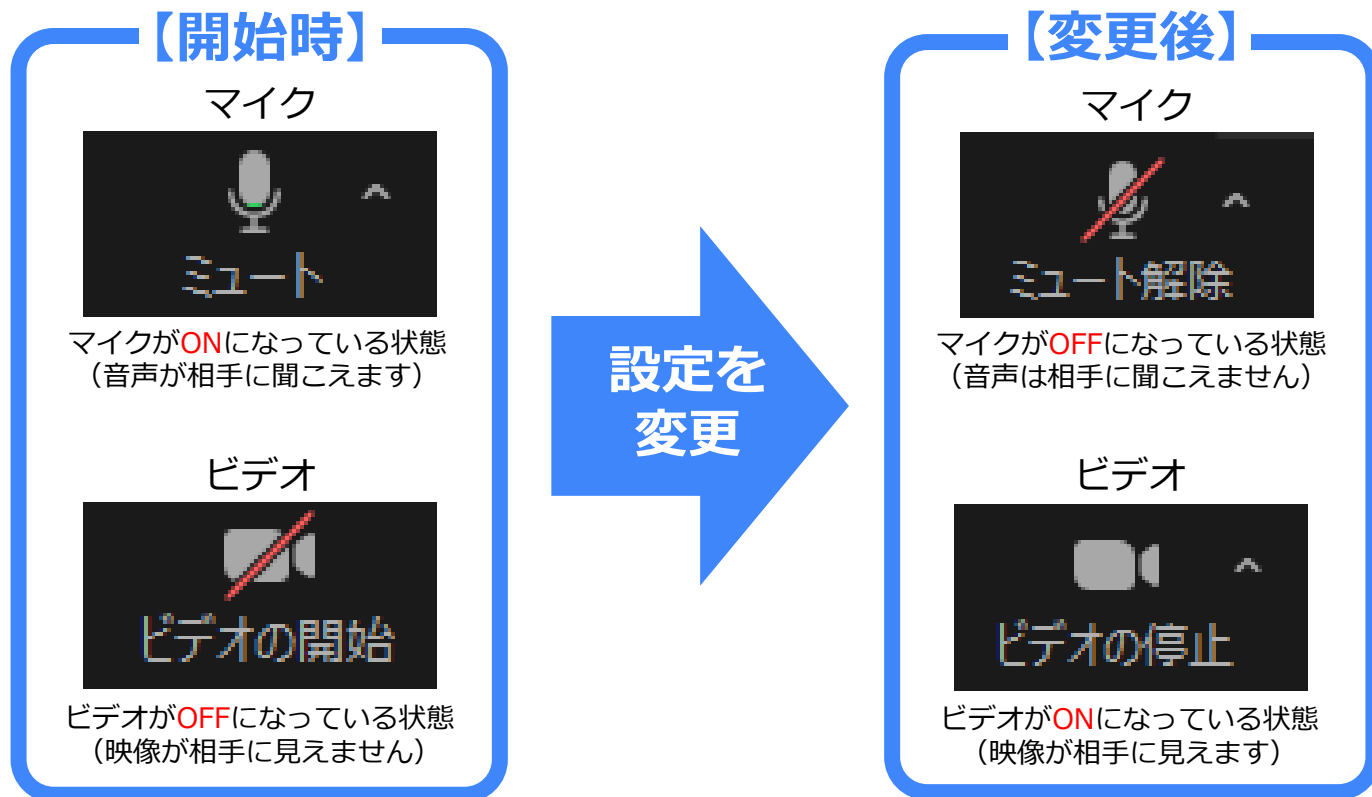 【開始時】
マイク
ミュート
マイクがONになっている状態
（音声が相手に聞こえます）
ビデオ
ビデオの開始
ビデオがOFFになっている状態
（映像が相手に見えません）
設定を
変更
【変更後】
マイク
ミュート解除
マイクがOFFになっている状態
（音声は相手に聞こえません）
ビデオ
ビデオの停止
ビデオがONになっている状態
（映像が相手に見えます）